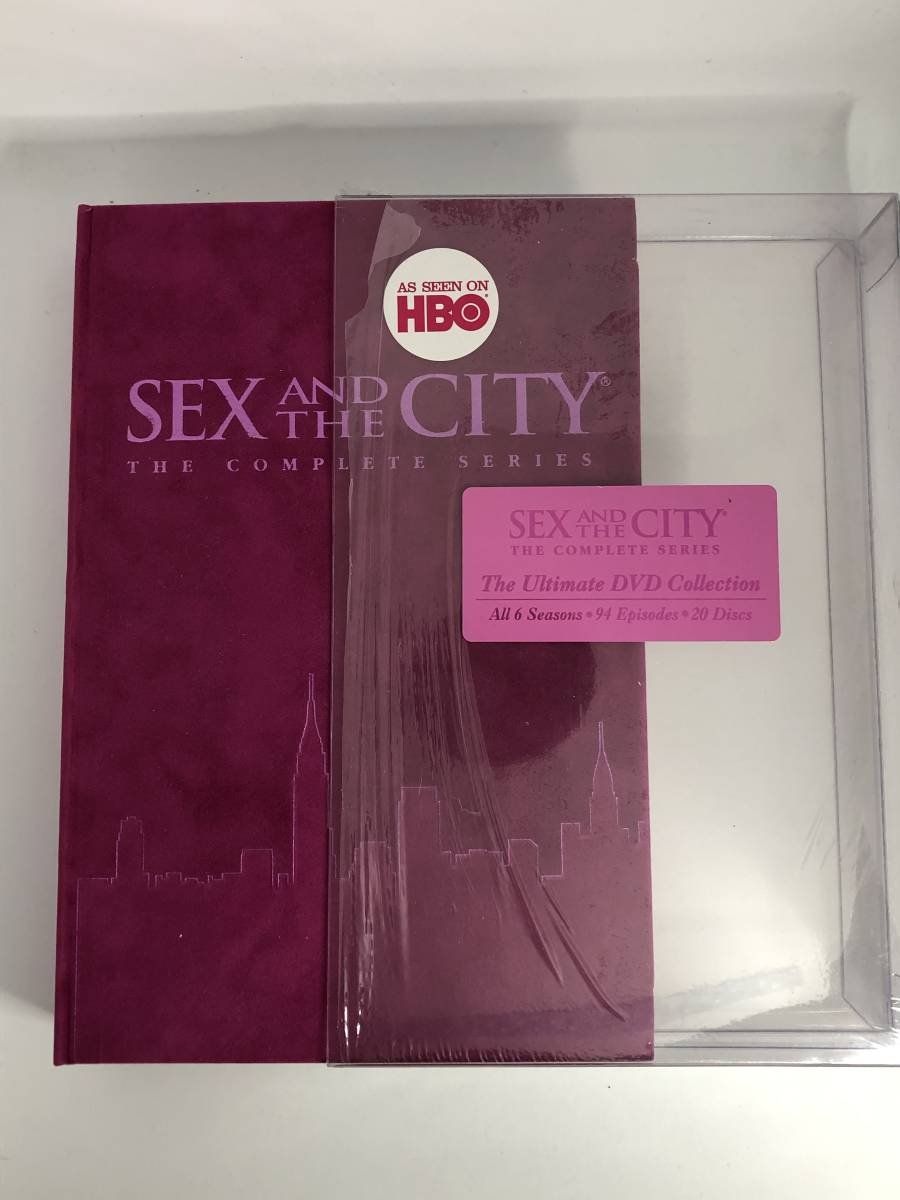 AS SEEN ON
HBO®
SEX AND THE CITY®
THE COMPLETE SERIES
SEX AND THE CITY®
THE COMPLETE SERIES
The Ultimate DVD Collection
All 6 Seasons • 94 Episodes • 20 Discs